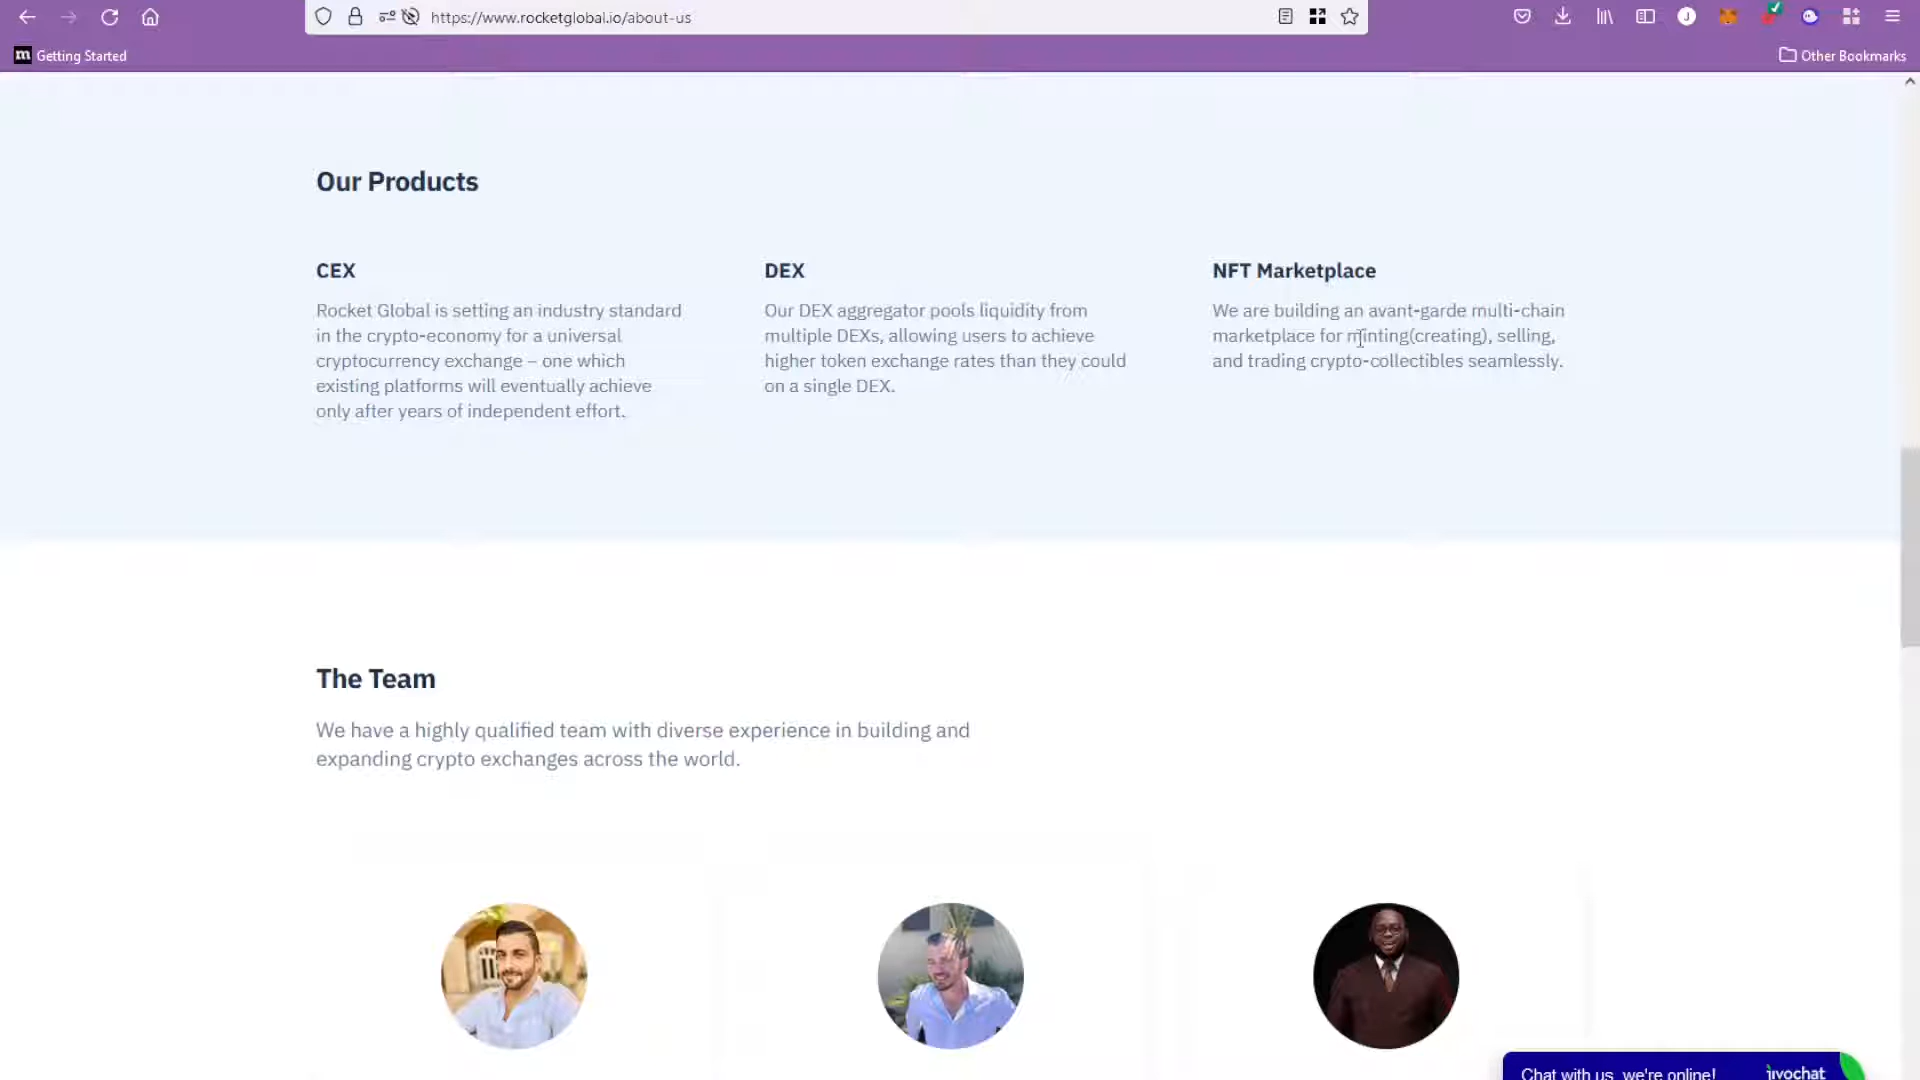 https://www.rocketglobal.io/about-us
J
m Getting Started
Other Bookmarks
Our Products
CEX
Rocket Global is setting an industry standard
in the crypto-economy for a universal
cryptocurrency exchange – one which
existing platforms will eventually achieve
only after years of independent effort.
DEX
Our DEX aggregator pools liquidity from
multiple DEXs, allowing users to achieve
higher token exchange rates than they could
on a single DEX.
NFT Marketplace
We are building an avant-garde multi-chain
marketplace for minting(creating), selling,
and trading crypto-collectibles seamlessly.
The Team
We have a highly qualified team with diverse experience in building and
expanding crypto exchanges across the world.
Chat with us, we're online! jivochat